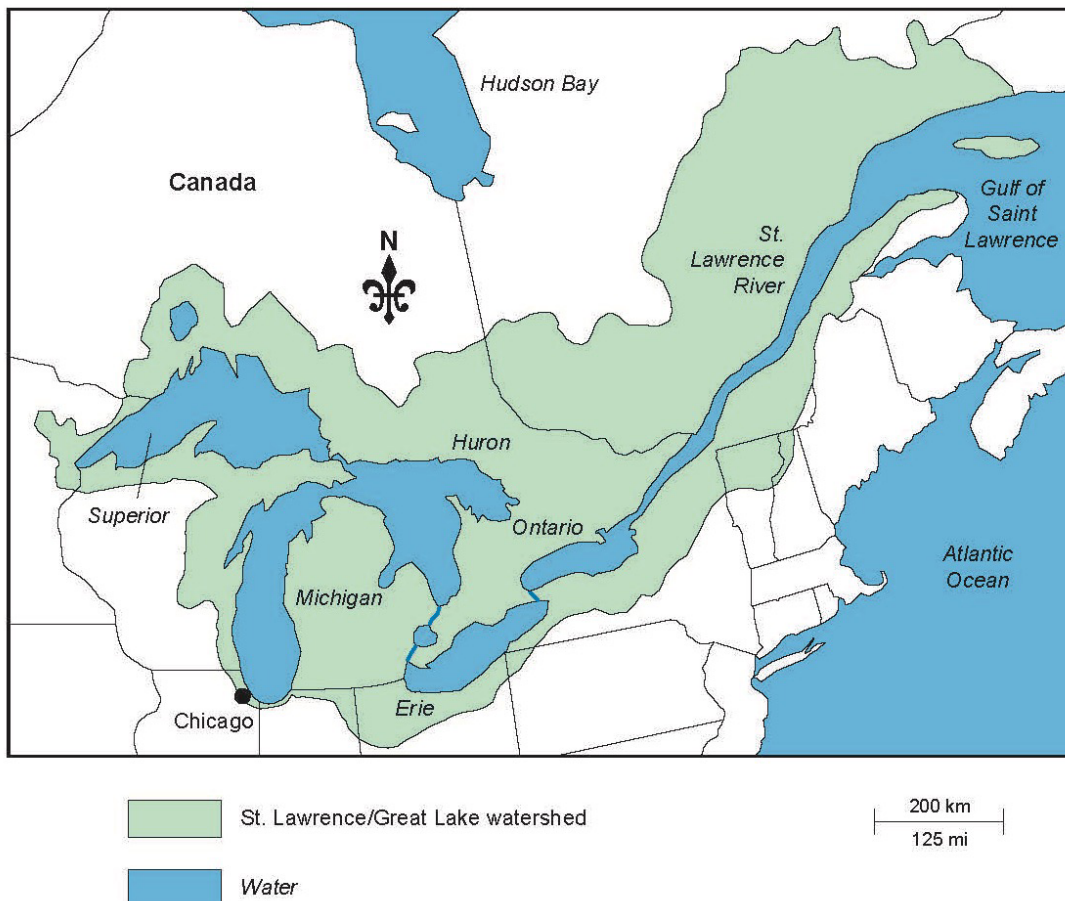 Hudson Bay
Canada
Gulf of
Saint
Lawrence
St.
Lawrence
River
N
Huron
Superior
Ontario
Atlantic
Ocean
Michigan
Erie
Chicago
St. Lawrence/Great Lake watershed
200 km
125 mi
Water